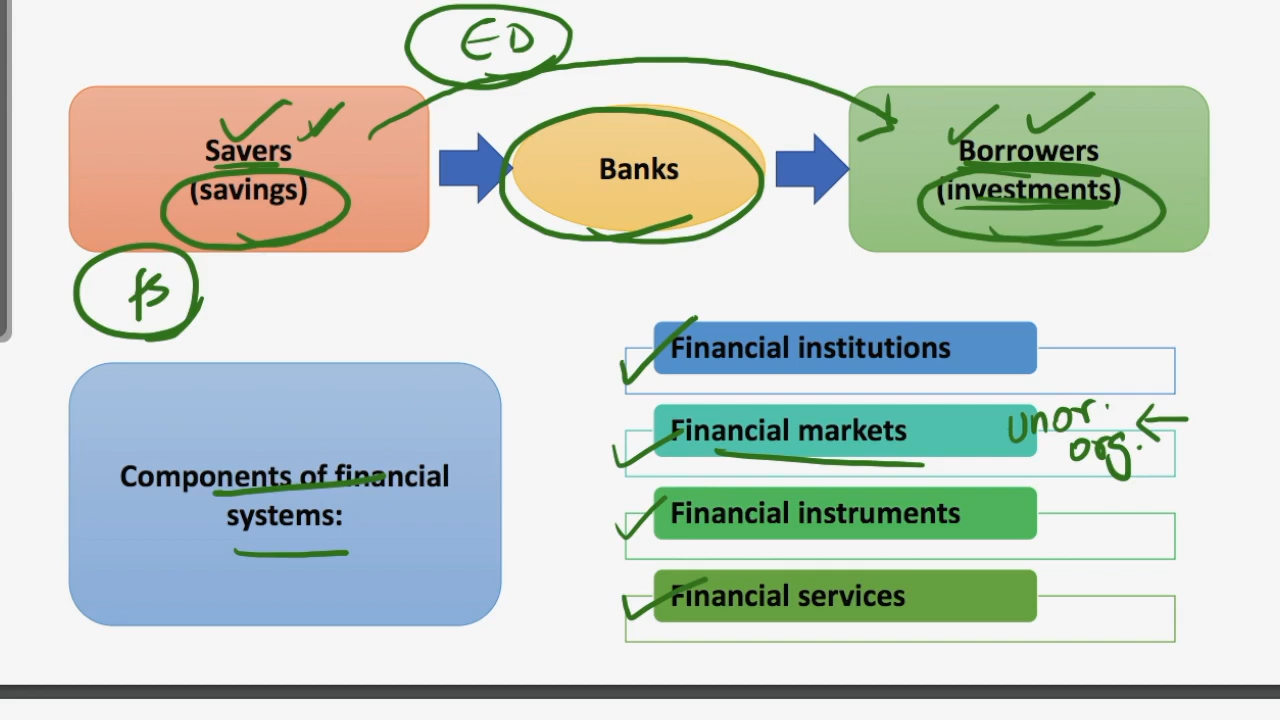 ED
Savers
(savings)
Banks
Borrowers
(investments)
fs
Financial institutions
Financial markets
unor.
org.
Components of financial
systems:
Financial instruments
Financial services